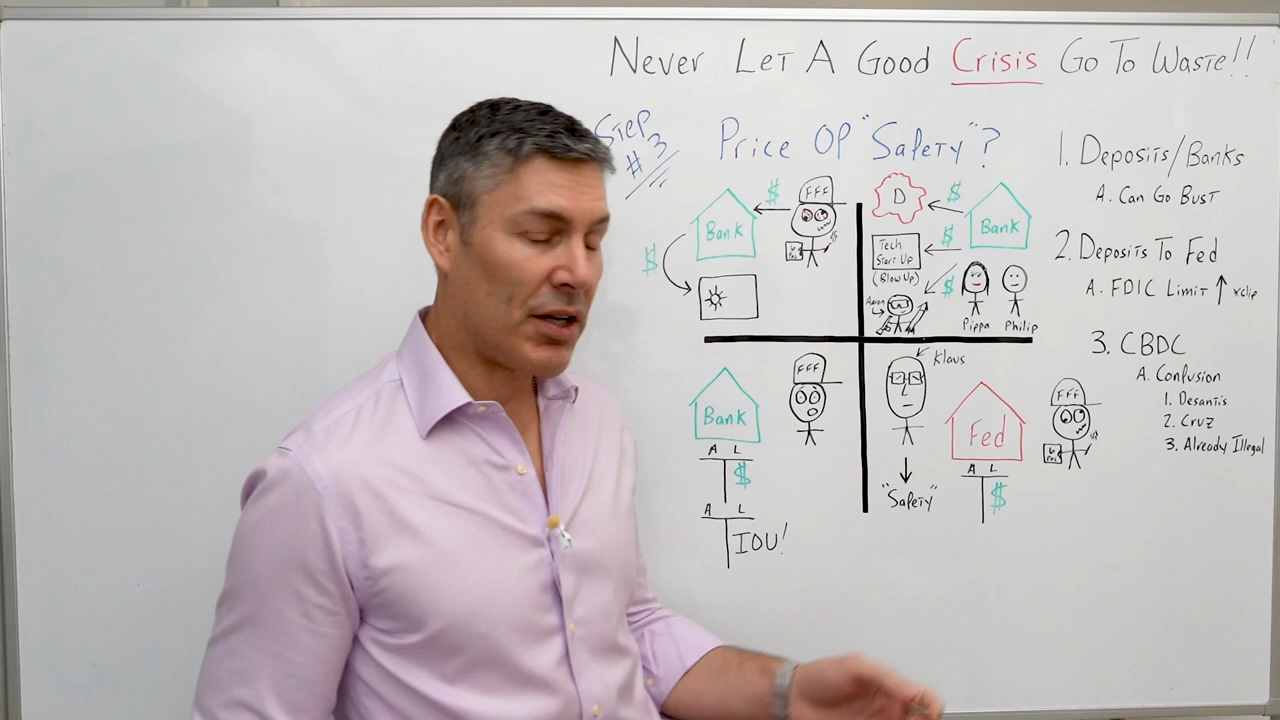 Never Let A Good Crisis Go To Waste!!
Step
#3
Price Of "Safety"?
Bank
$
FFF
$
D
$
Bank
Tech
Start Up
$
(Blow Up)
$
Aaron
Pippa
Philip
Bank
A L
$
A L
IOU!
FFF
Klaus
"Safety"
Fed
A L
$
FFF
1. Deposits/Banks
A. Can Go Bust
2. Deposits To Fed
A. FDIC Limit ↑ xclip
3. CBDC
A. Confusion
1. Desantis
2. Cruz
3. Already Illegal